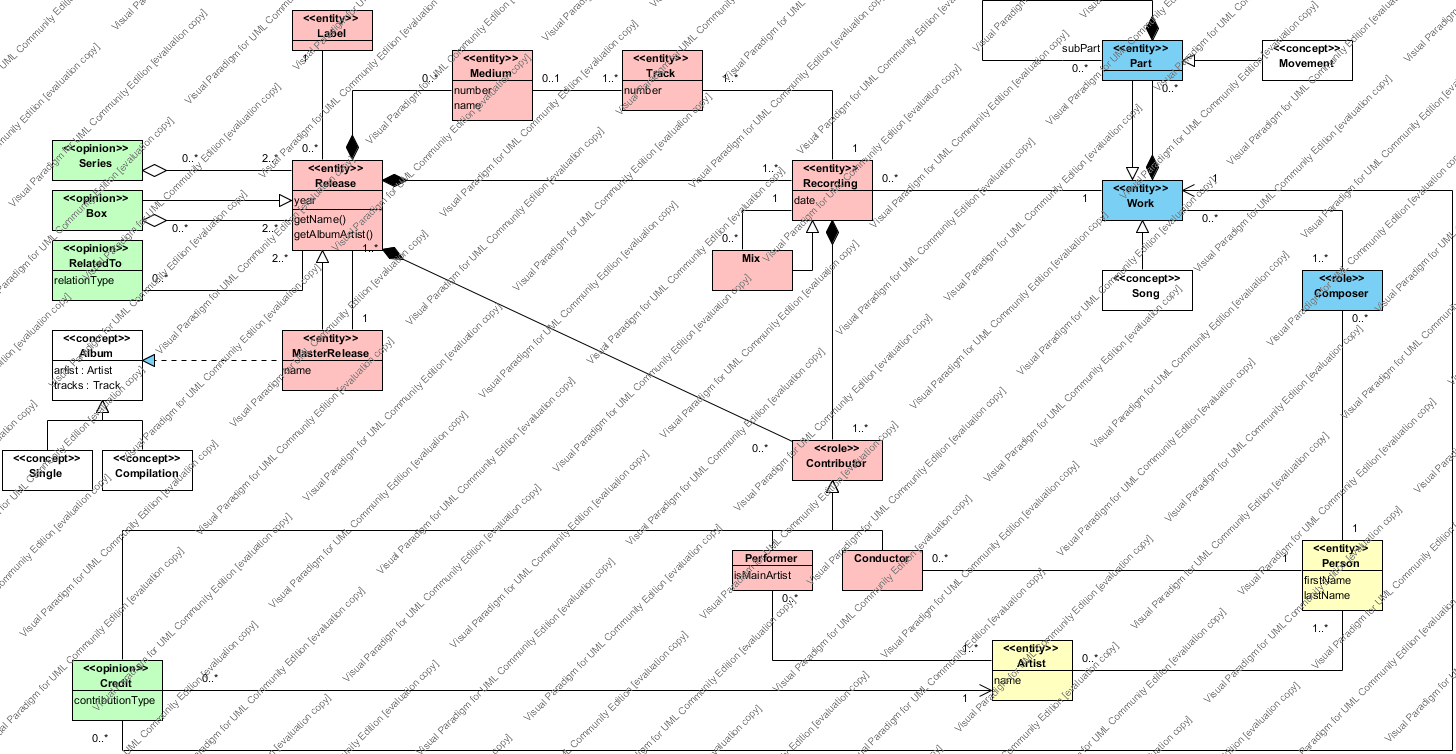 <<entity>>
Label
<<entity>>
Medium
number
name
<<entity>>
Track
number
subPart
<<entity>>
Part
<<concept>>
Movement
0..*
0..1
1..*
1..*
0..*
0..*
<<opinion>>
Series
0..*
2..*
0..*
<<entity>>
Release
year
getName()
getAlbumArtist()
1..*
1
<<entity>>
Recording
date
0..*
1
<<entity>>
Work
1
0..*
<<opinion>>
Box
0..*
2..*
<<opinion>>
RelatedTo
relationType
0..*
2..*
1..*
1
0..*
Mix
<<concept>>
Song
1..*
<<role>>
Composer
0..*
<<concept>>
Album
artist : Artist
tracks : Track
1
<<entity>>
MasterRelease
name
<<concept>>
Single
<<concept>>
Compilation
0..*
1..*
<<role>>
Contributor
Performer
isMainArtist
0..*
Conductor
0..*
1
1
<<entity>>
Person
firstName
lastName
1..*
<<opinion>>
Credit
contributionType
0..*
0..*
1..*
1
<<entity>>
Artist
name
0..*
Visual Paradigm for UML Community Edition [evaluation copy]